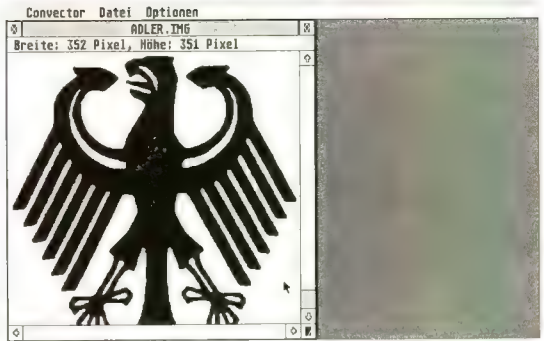 Convector Datei Optionen
ADLER.IMG
Breite: 352 Pixel, Höhe: 351 Pixel